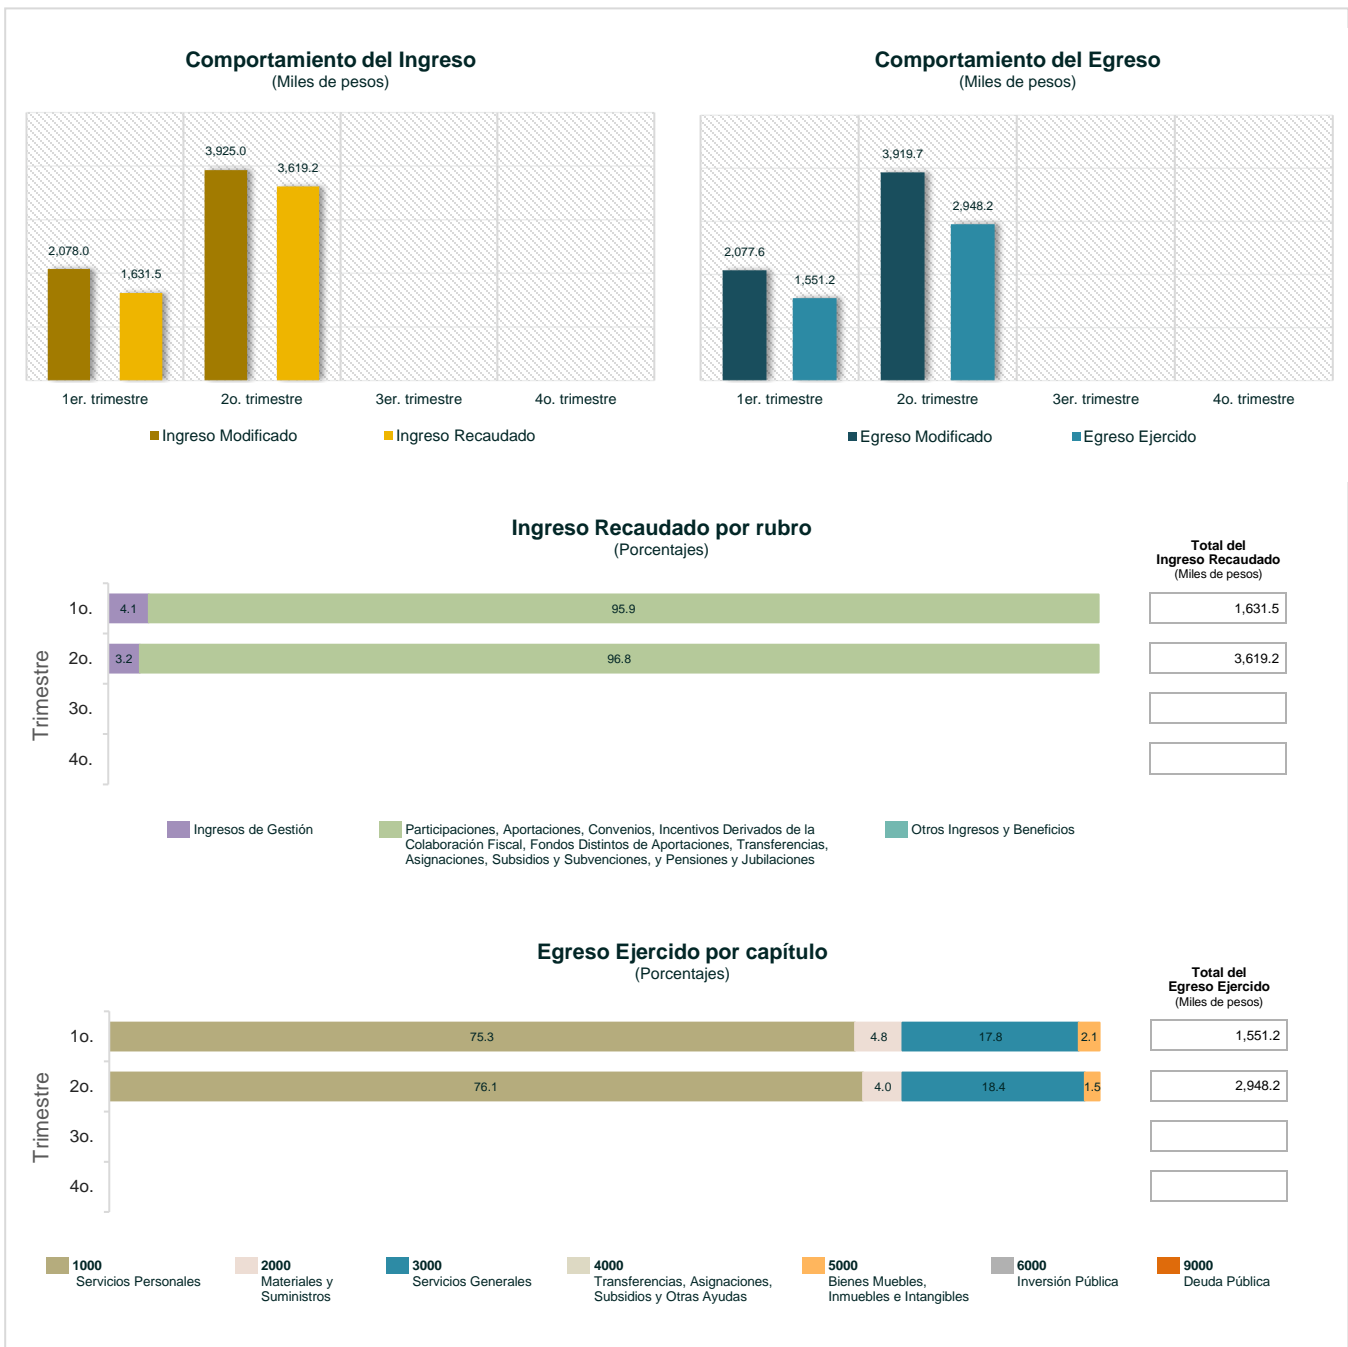 Comportamiento del Ingreso
(Miles de pesos)
3,925.0
3,619.2
2,078.0
1,631.5
1er. trimestre 2o. trimestre 3er. trimestre 4o. trimestre
Ingreso Modificado Ingreso Recaudado
Comportamiento del Egreso
(Miles de pesos)
3,919.7
2,948.2
2,077.6
1,551.2
1er. trimestre 2o. trimestre 3er. trimestre 4o. trimestre
Egreso Modificado Egreso Ejercido
Ingreso Recaudado por rubro
(Porcentajes)
Total del
Ingreso Recaudado
(Miles de pesos)
Trimestre
1o. 4.1 95.9 1,631.5
2o. 3.2 96.8 3,619.2
3o.
4o.
Ingresos de Gestión
Participaciones, Aportaciones, Convenios, Incentivos Derivados de la
Colaboración Fiscal, Fondos Distintos de Aportaciones, Transferencias,
Asignaciones, Subsidios y Subvenciones, y Pensiones y Jubilaciones
Otros Ingresos y Beneficios
Egreso Ejercido por capítulo
(Porcentajes)
Total del
Egreso Ejercido
(Miles de pesos)
Trimestre
1o. 75.3 4.8 17.8 2.1 1,551.2
2o. 76.1 4.0 18.4 1.5 2,948.2
3o.
4o.
1000
Servicios Personales
2000
Materiales y
Suministros
3000
Servicios Generales
4000
Transferencias, Asignaciones,
Subsidios y Otras Ayudas
5000
Bienes Muebles,
Inmuebles e Intangibles
6000
Inversión Pública
9000
Deuda Pública